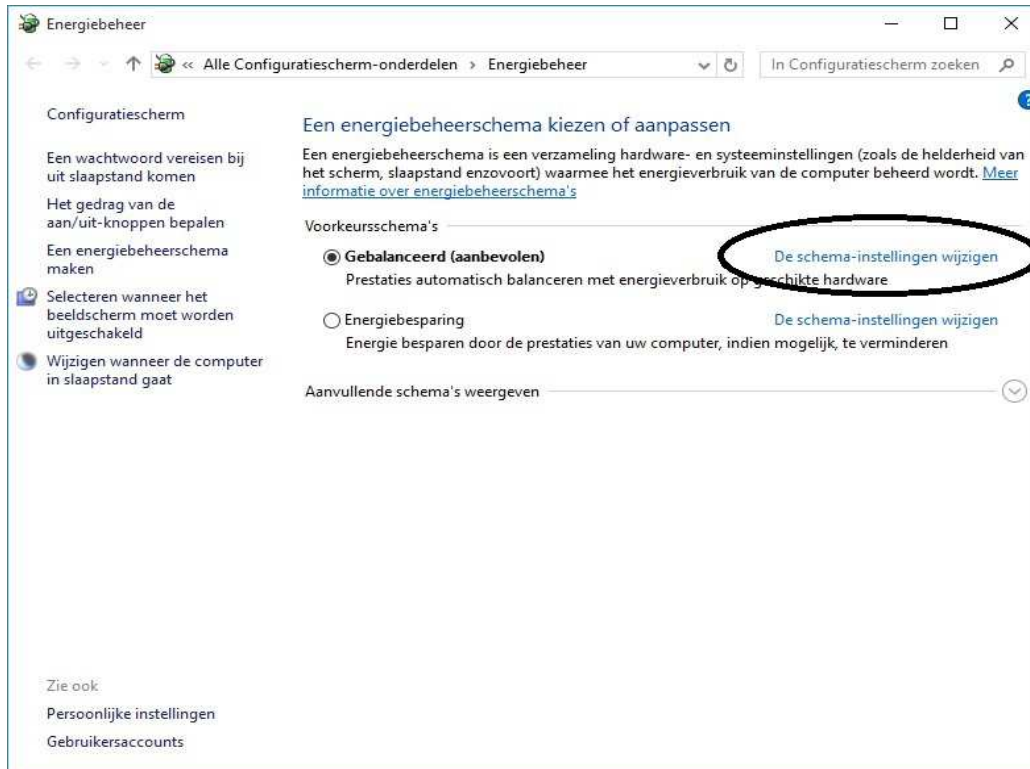 Energiebeheer
« Alle Configuratiescherm-onderdelen › Energiebeheer
In Configuratiescherm zoeken
Configuratiescherm
Een wachtwoord vereisen bij
uit slaapstand komen
Het gedrag van de
aan/uit-knoppen bepalen
Een energiebeheerschema
maken
Selecteren wanneer het
beeldscherm moet worden
uitgeschakeld
Wijzigen wanneer de computer
in slaapstand gaat
Een energiebeheerschema kiezen of aanpassen
Een energiebeheerschema is een verzameling hardware- en systeeminstellingen (zoals de helderheid van
het scherm, slaapstand enzovoort) waarmee het energieverbruik van de computer beheerd wordt. Meer
informatie over energiebeheerschema's
Voorkeursschema's
Gebalanceerd (aanbevolen)
De schema-instellingen wijzigen
Prestaties automatisch balanceren met energieverbruik op geschikte hardware
Energiebesparing
De schema-instellingen wijzigen
Energie besparen door de prestaties van uw computer, indien mogelijk, te verminderen
Aanvullende schema's weergeven
Zie ook
Persoonlijke instellingen
Gebruikersaccounts